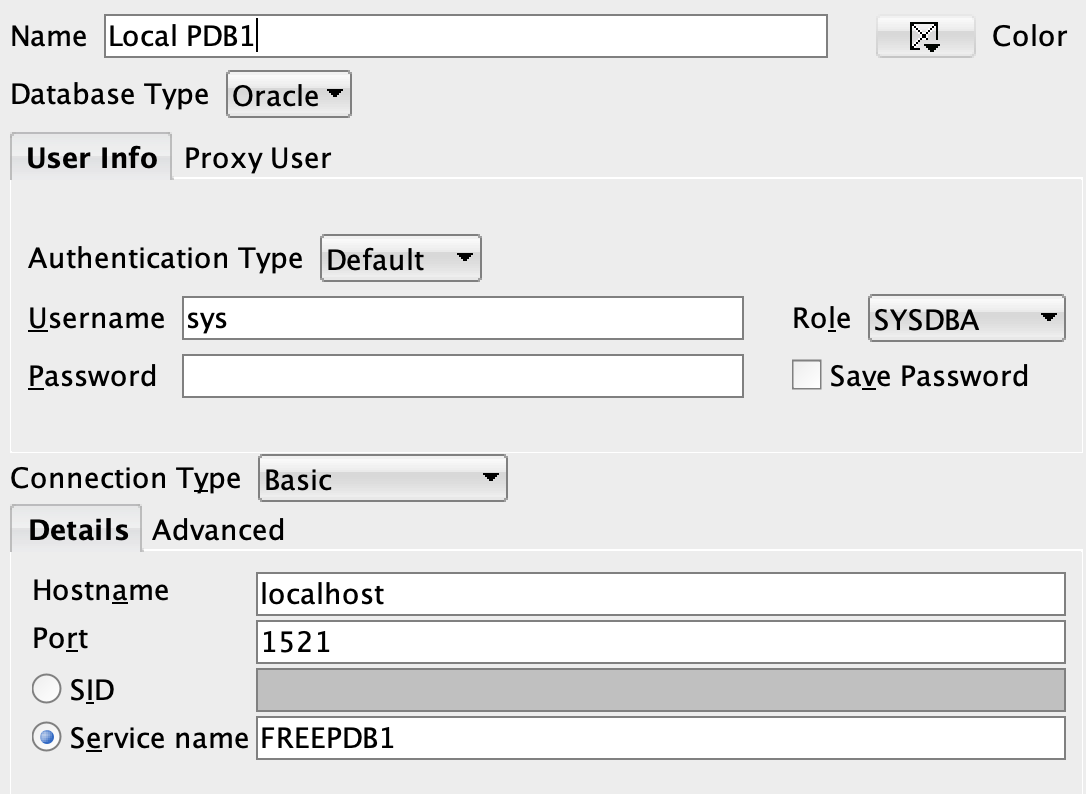 Name Local PDB1 Color
Database Type Oracle
User Info Proxy User
Authentication Type Default
Username sys Role SYSDBA
Password Save Password
Connection Type Basic
Details Advanced
Hostname localhost
Port 1521
SID
Service name FREEPDB1